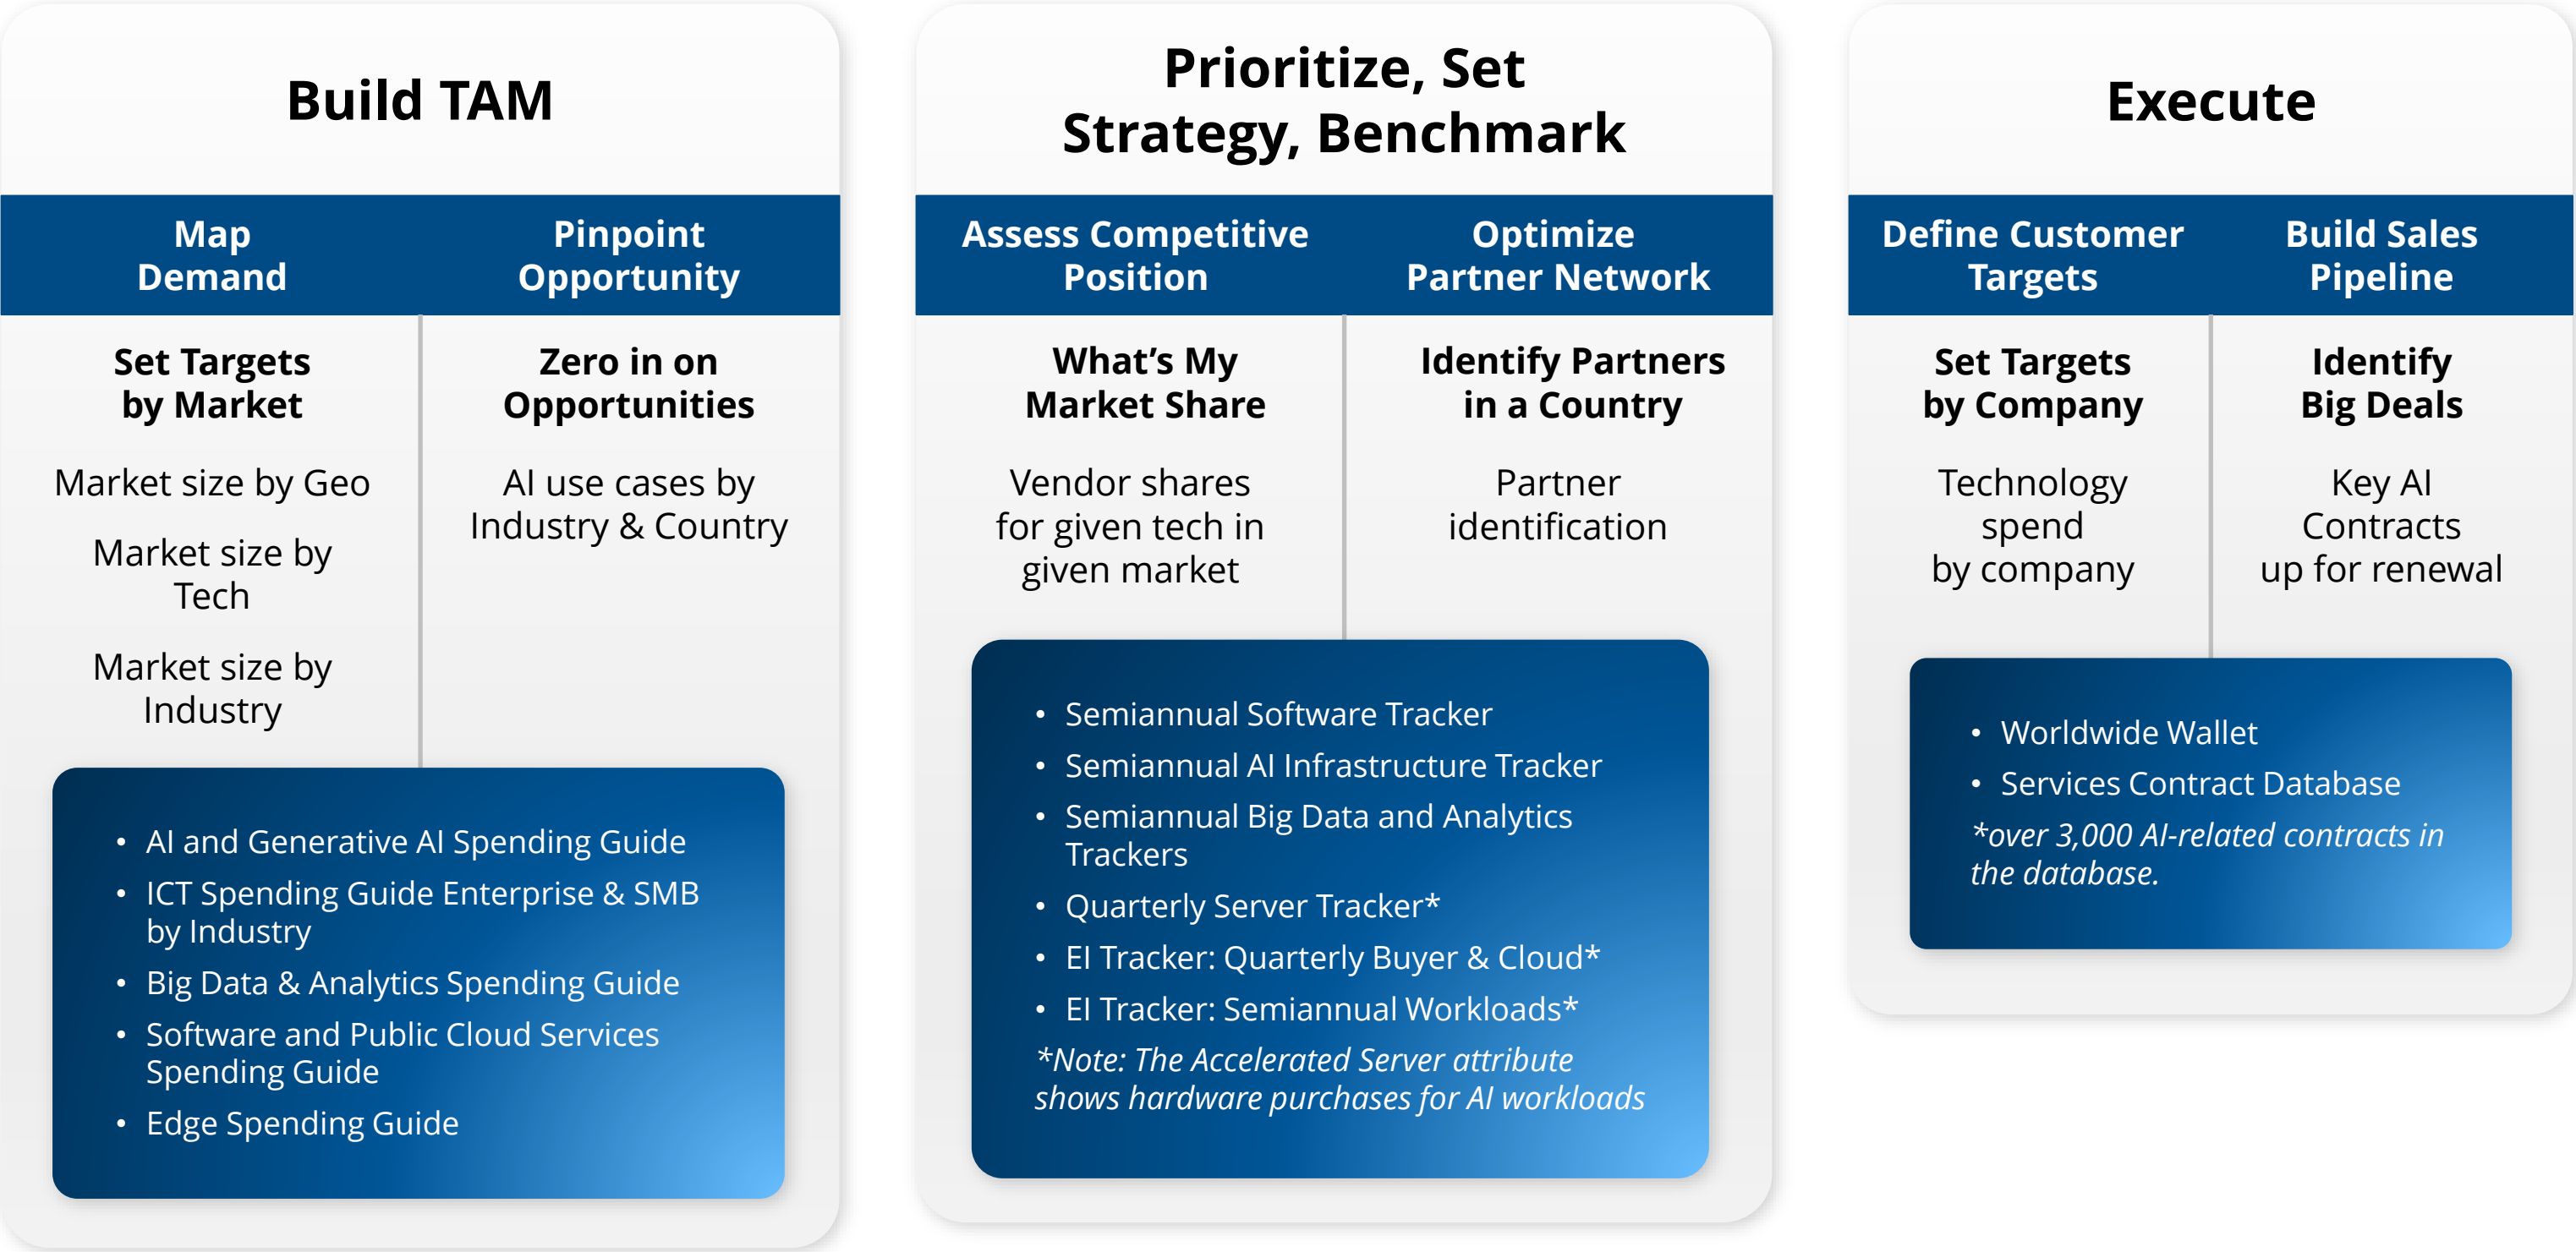 Build TAM
Map
Demand
Pinpoint
Opportunity
Set Targets
by Market
Zero in on
Opportunities
Market size by Geo
Market size by
Tech
Market size by
Industry
AI use cases by
Industry & Country
• AI and Generative AI Spending Guide
• ICT Spending Guide Enterprise & SMB
by Industry
• Big Data & Analytics Spending Guide
• Software and Public Cloud Services
Spending Guide
• Edge Spending Guide
Prioritize, Set
Strategy, Benchmark
Assess Competitive
Position
Optimize
Partner Network
What’s My
Market Share
Identify Partners
in a Country
Vendor shares
for given tech in
given market
Partner
identification
• Semiannual Software Tracker
• Semiannual AI Infrastructure Tracker
• Semiannual Big Data and Analytics
Trackers
• Quarterly Server Tracker*
• EI Tracker: Quarterly Buyer & Cloud*
• EI Tracker: Semiannual Workloads*
*Note: The Accelerated Server attribute
shows hardware purchases for AI workloads
Execute
Define Customer
Targets
Build Sales
Pipeline
Set Targets
by Company
Identify
Big Deals
Technology
spend
by company
Key AI
Contracts
up for renewal
• Worldwide Wallet
• Services Contract Database
*over 3,000 AI-related contracts in
the database.